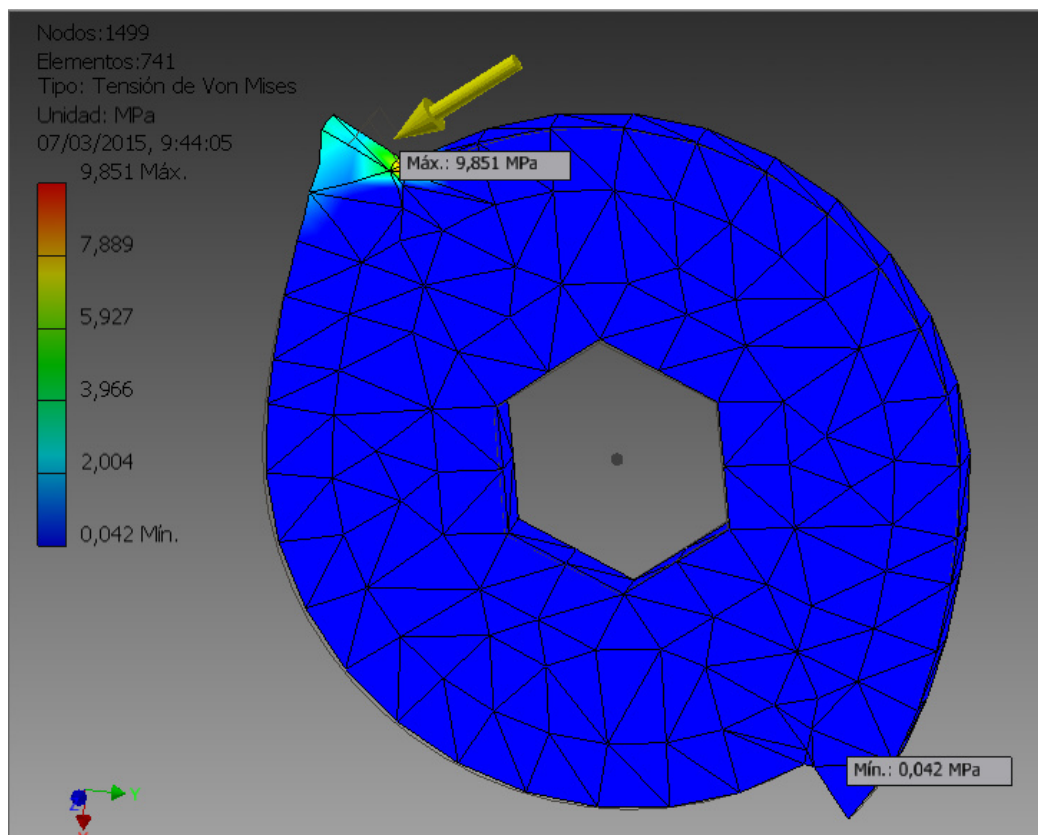 Nodos:1499
Elementos:741
Tipo: Tensión de Von Mises
Unidad: MPa
07/03/2015, 9:44:05
9,851 Máx.
7,889
5,927
3,966
2,004
0,042 Mín.
Máx.: 9,851 MPa
Mín.: 0,042 MPa
Z
Y
X